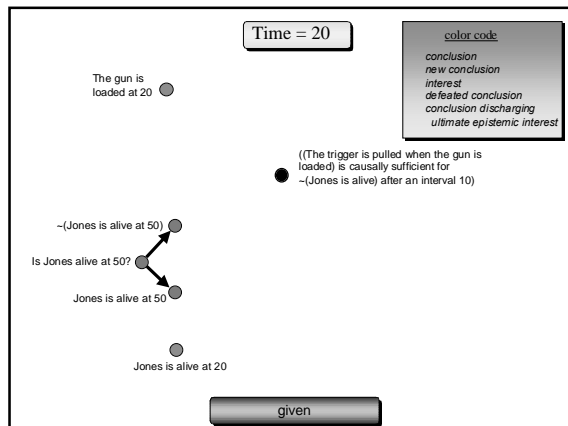 Time = 20
color code
conclusion
new conclusion
interest
defeated conclusion
conclusion discharging
ultimate epistemic interest
The gun is
loaded at 20
((The trigger is pulled when the gun is
loaded) is causally sufficient for
~(Jones is alive) after an interval 10)
~(Jones is alive at 50)
Is Jones alive at 50?
Jones is alive at 50
Jones is alive at 20
given